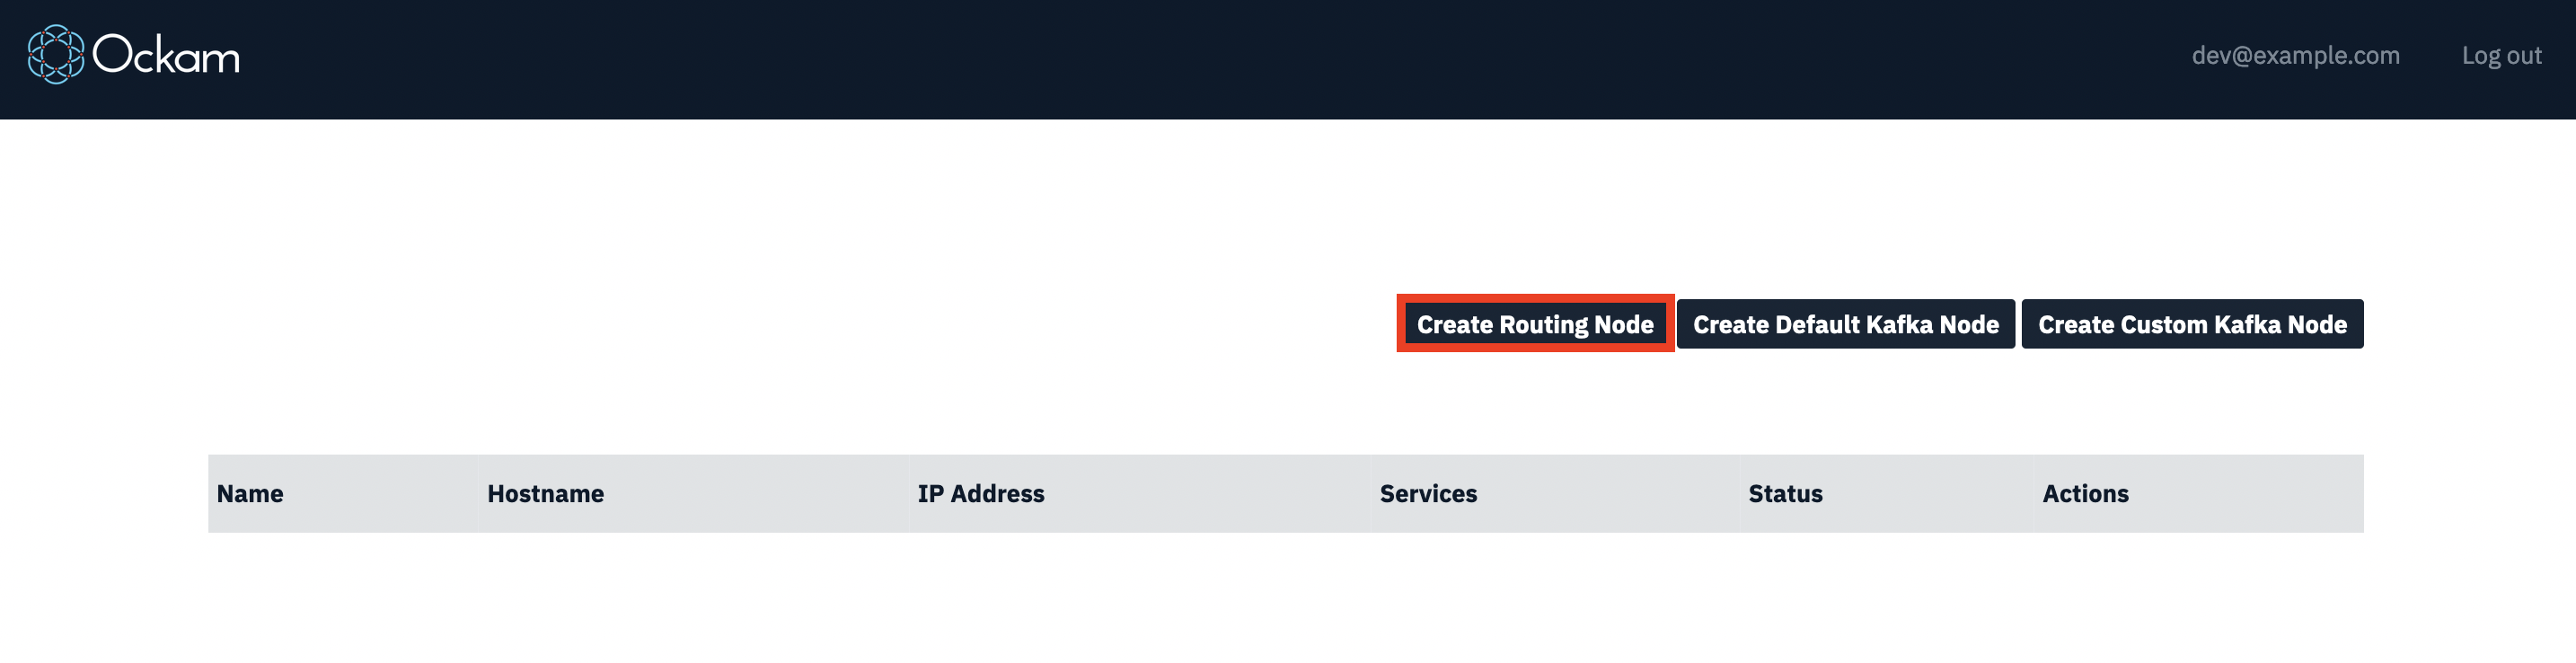 Ockam dev@example.com Log out
Create Routing Node Create Default Kafka Node Create Custom Kafka Node
Name Hostname IP Address Services Status Actions